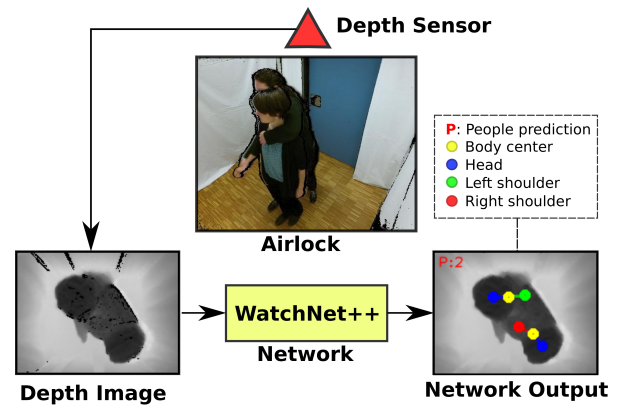 Depth Sensor
Airlock
P: People prediction
Body center
Head
Left shoulder
Right shoulder
P:2
WatchNet++
Network
Depth Image
Network Output